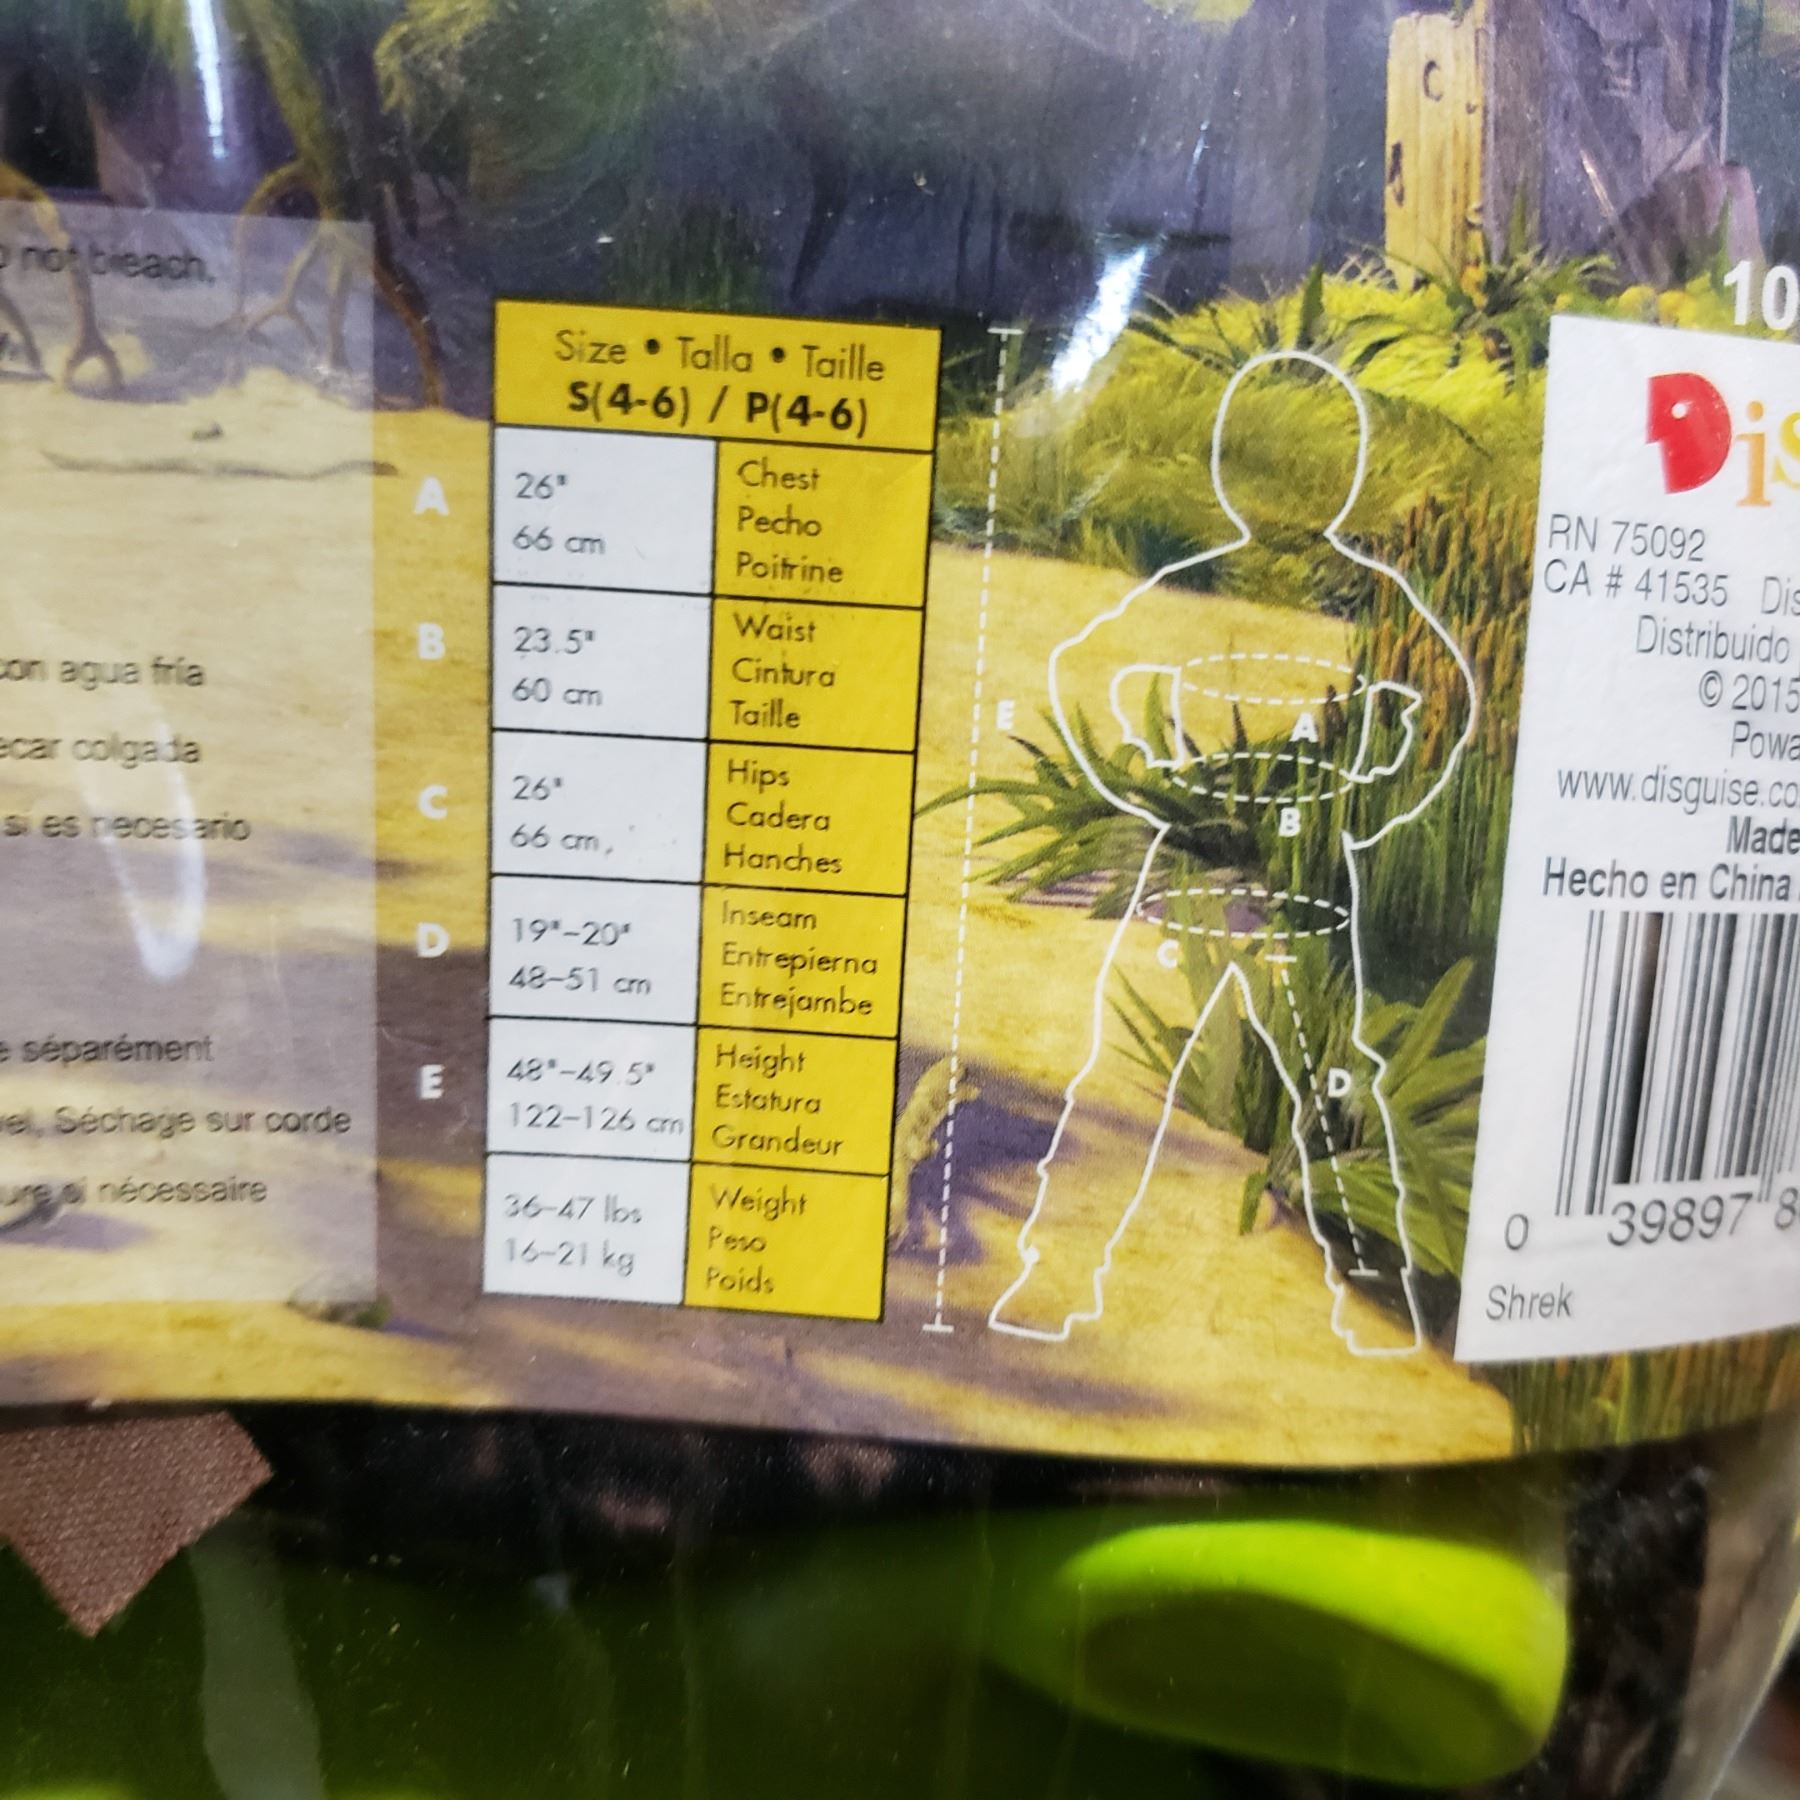 not bleach.
con agua fría
ecar colgada
si es necesario
séparément
Séchage sur corde
si nécessaire
Size • Talla • Taille
S(4-6) / P(4-6)
A
26"
66 cm
Chest
Pecho
Poitrine
B
23.5"
60 cm
Waist
Cintura
Taille
C
26"
66 cm
Hips
Cadera
Hanches
D
19"-20"
48-51 cm
Inseam
Entrepierna
Entrejambe
E
48"-49.5"
122-126 cm
Height
Estatura
Grandeur
36-47 lbs
16-21 kg
Weight
Peso
Poids
E
A
B
C
D
C
10
Dis
RN 75092
CA # 41535 Dis
Distribuido
© 2015
Powa
www.disguise.co
Made
Hecho en China
0 39897 8
Shrek